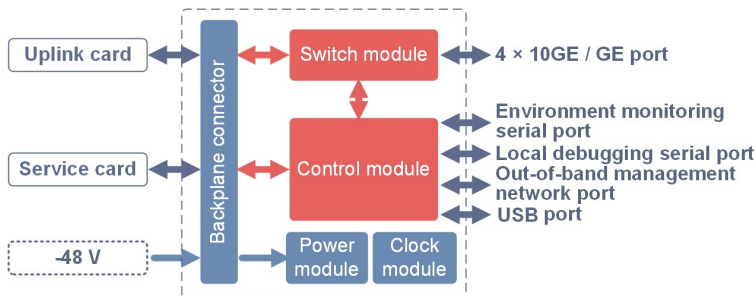 Uplink card
Service card
-48 V
Backplane connector
Switch module
Control module
Power
module
Clock
module
4 × 10GE / GE port
Environment monitoring
serial port
Local debugging serial port
Out-of-band management
network port
USB port